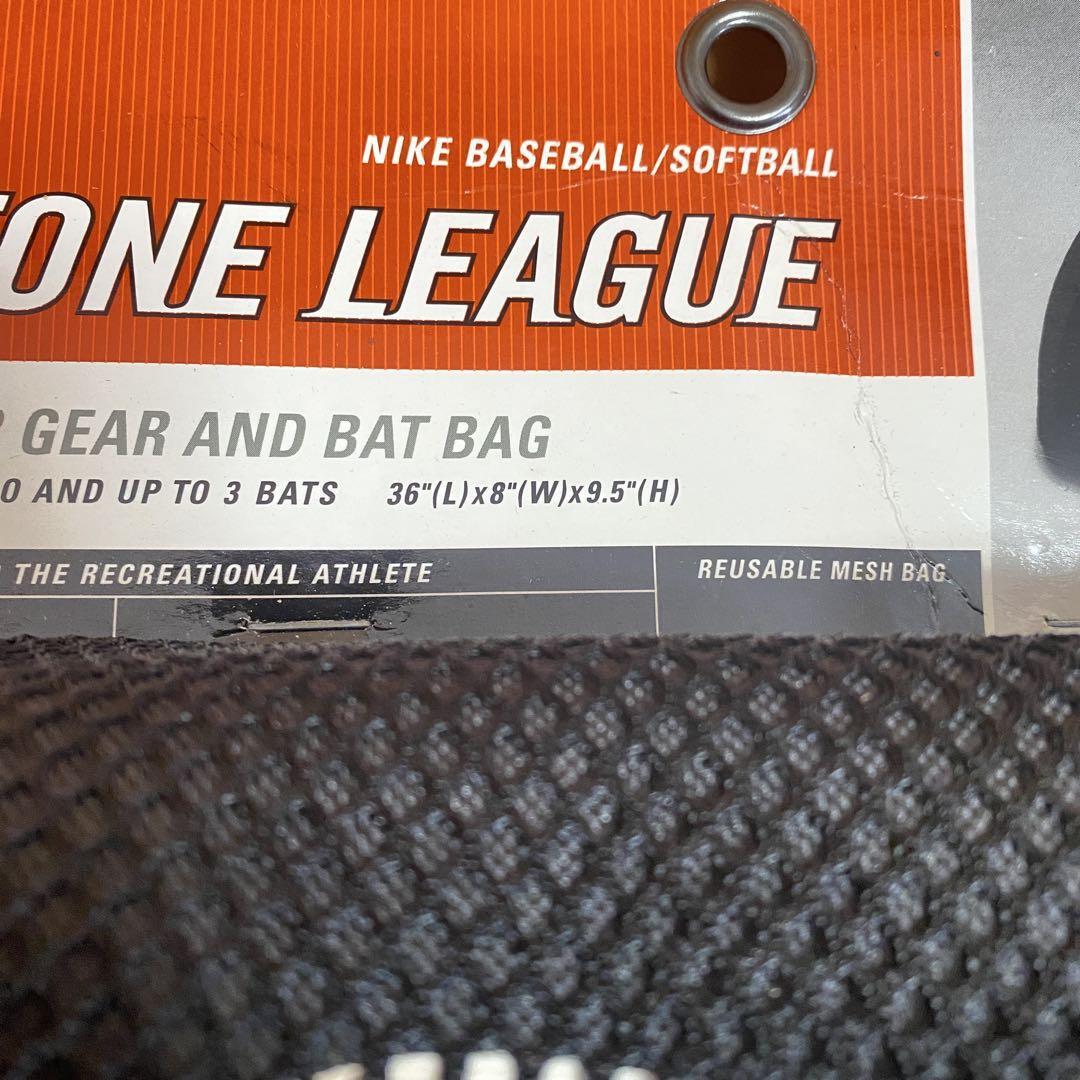 NIKE BASEBALL/SOFTBALL
TONE LEAGUE
GEAR AND BAT BAG
O AND UP TO 3 BATS 36"(L)x8"(W)x9.5"(H)
THE RECREATIONAL ATHLETE
REUSABLE MESH BAG